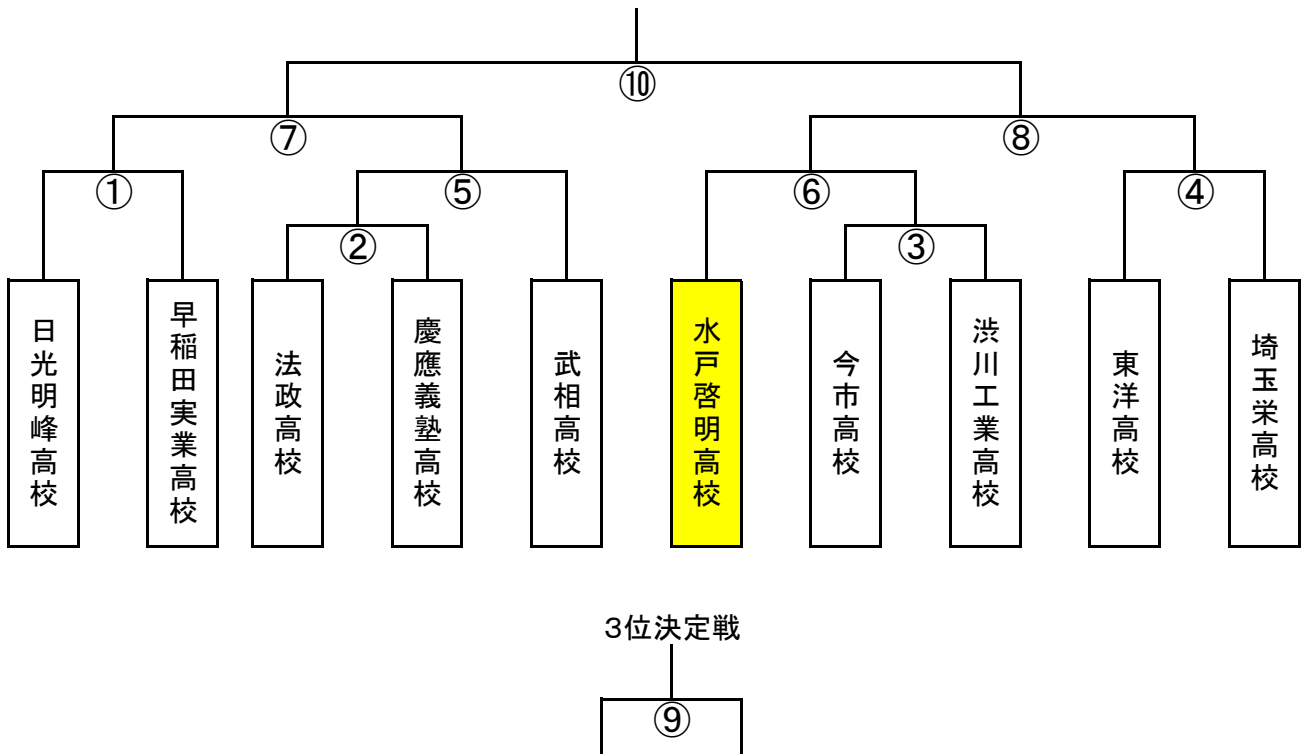 ⑩
⑦
⑧
①
⑤
⑥
④
②
③
日光明峰高校
早稲田実業高校
法政高校
慶應義塾高校
武相高校
水戸啓明高校
今市高校
渋川工業高校
東洋高校
埼玉栄高校
3位決定戦
⑨